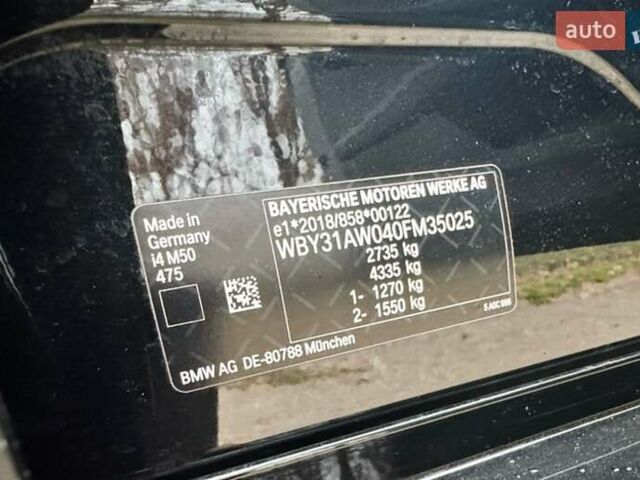 auto
Made in
Germany
i4 M50
475
BAYERISCHE MOTOREN WERKE AG
e1*2018/858*00122
WBY31AW040FM35025
2735 kg
4335 kg
1- 1270 kg
2- 1550 kg
BMW AG DE-80788 München